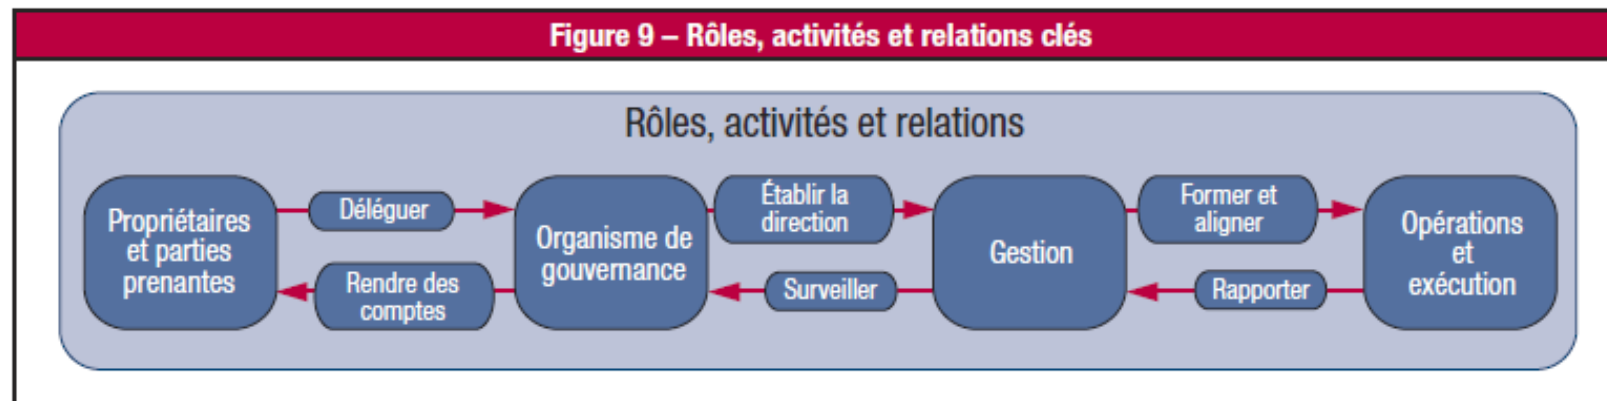 Figure 9 – Rôles, activités et relations clés
Rôles, activités et relations
Propriétaires
et parties
prenantes
Déléguer
Rendre des
comptes
Organisme de
gouvernance
Établir la
direction
Surveiller
Gestion
Former et
aligner
Rapporter
Opérations
et
exécution